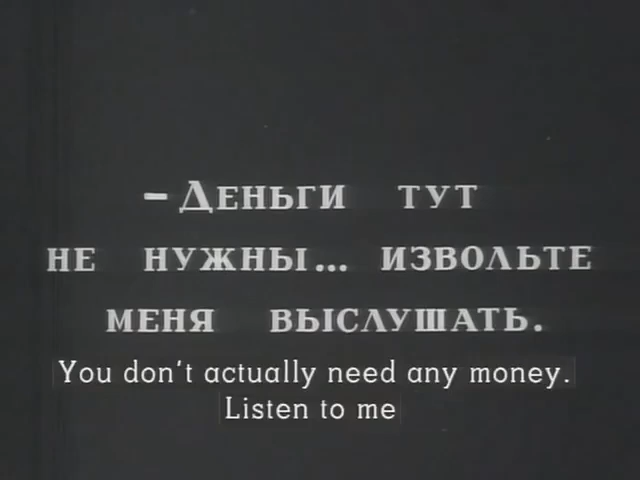 – Деньги тут
не нужны... извольте
меня выслушать.
You don't actually need any money.
Listen to me